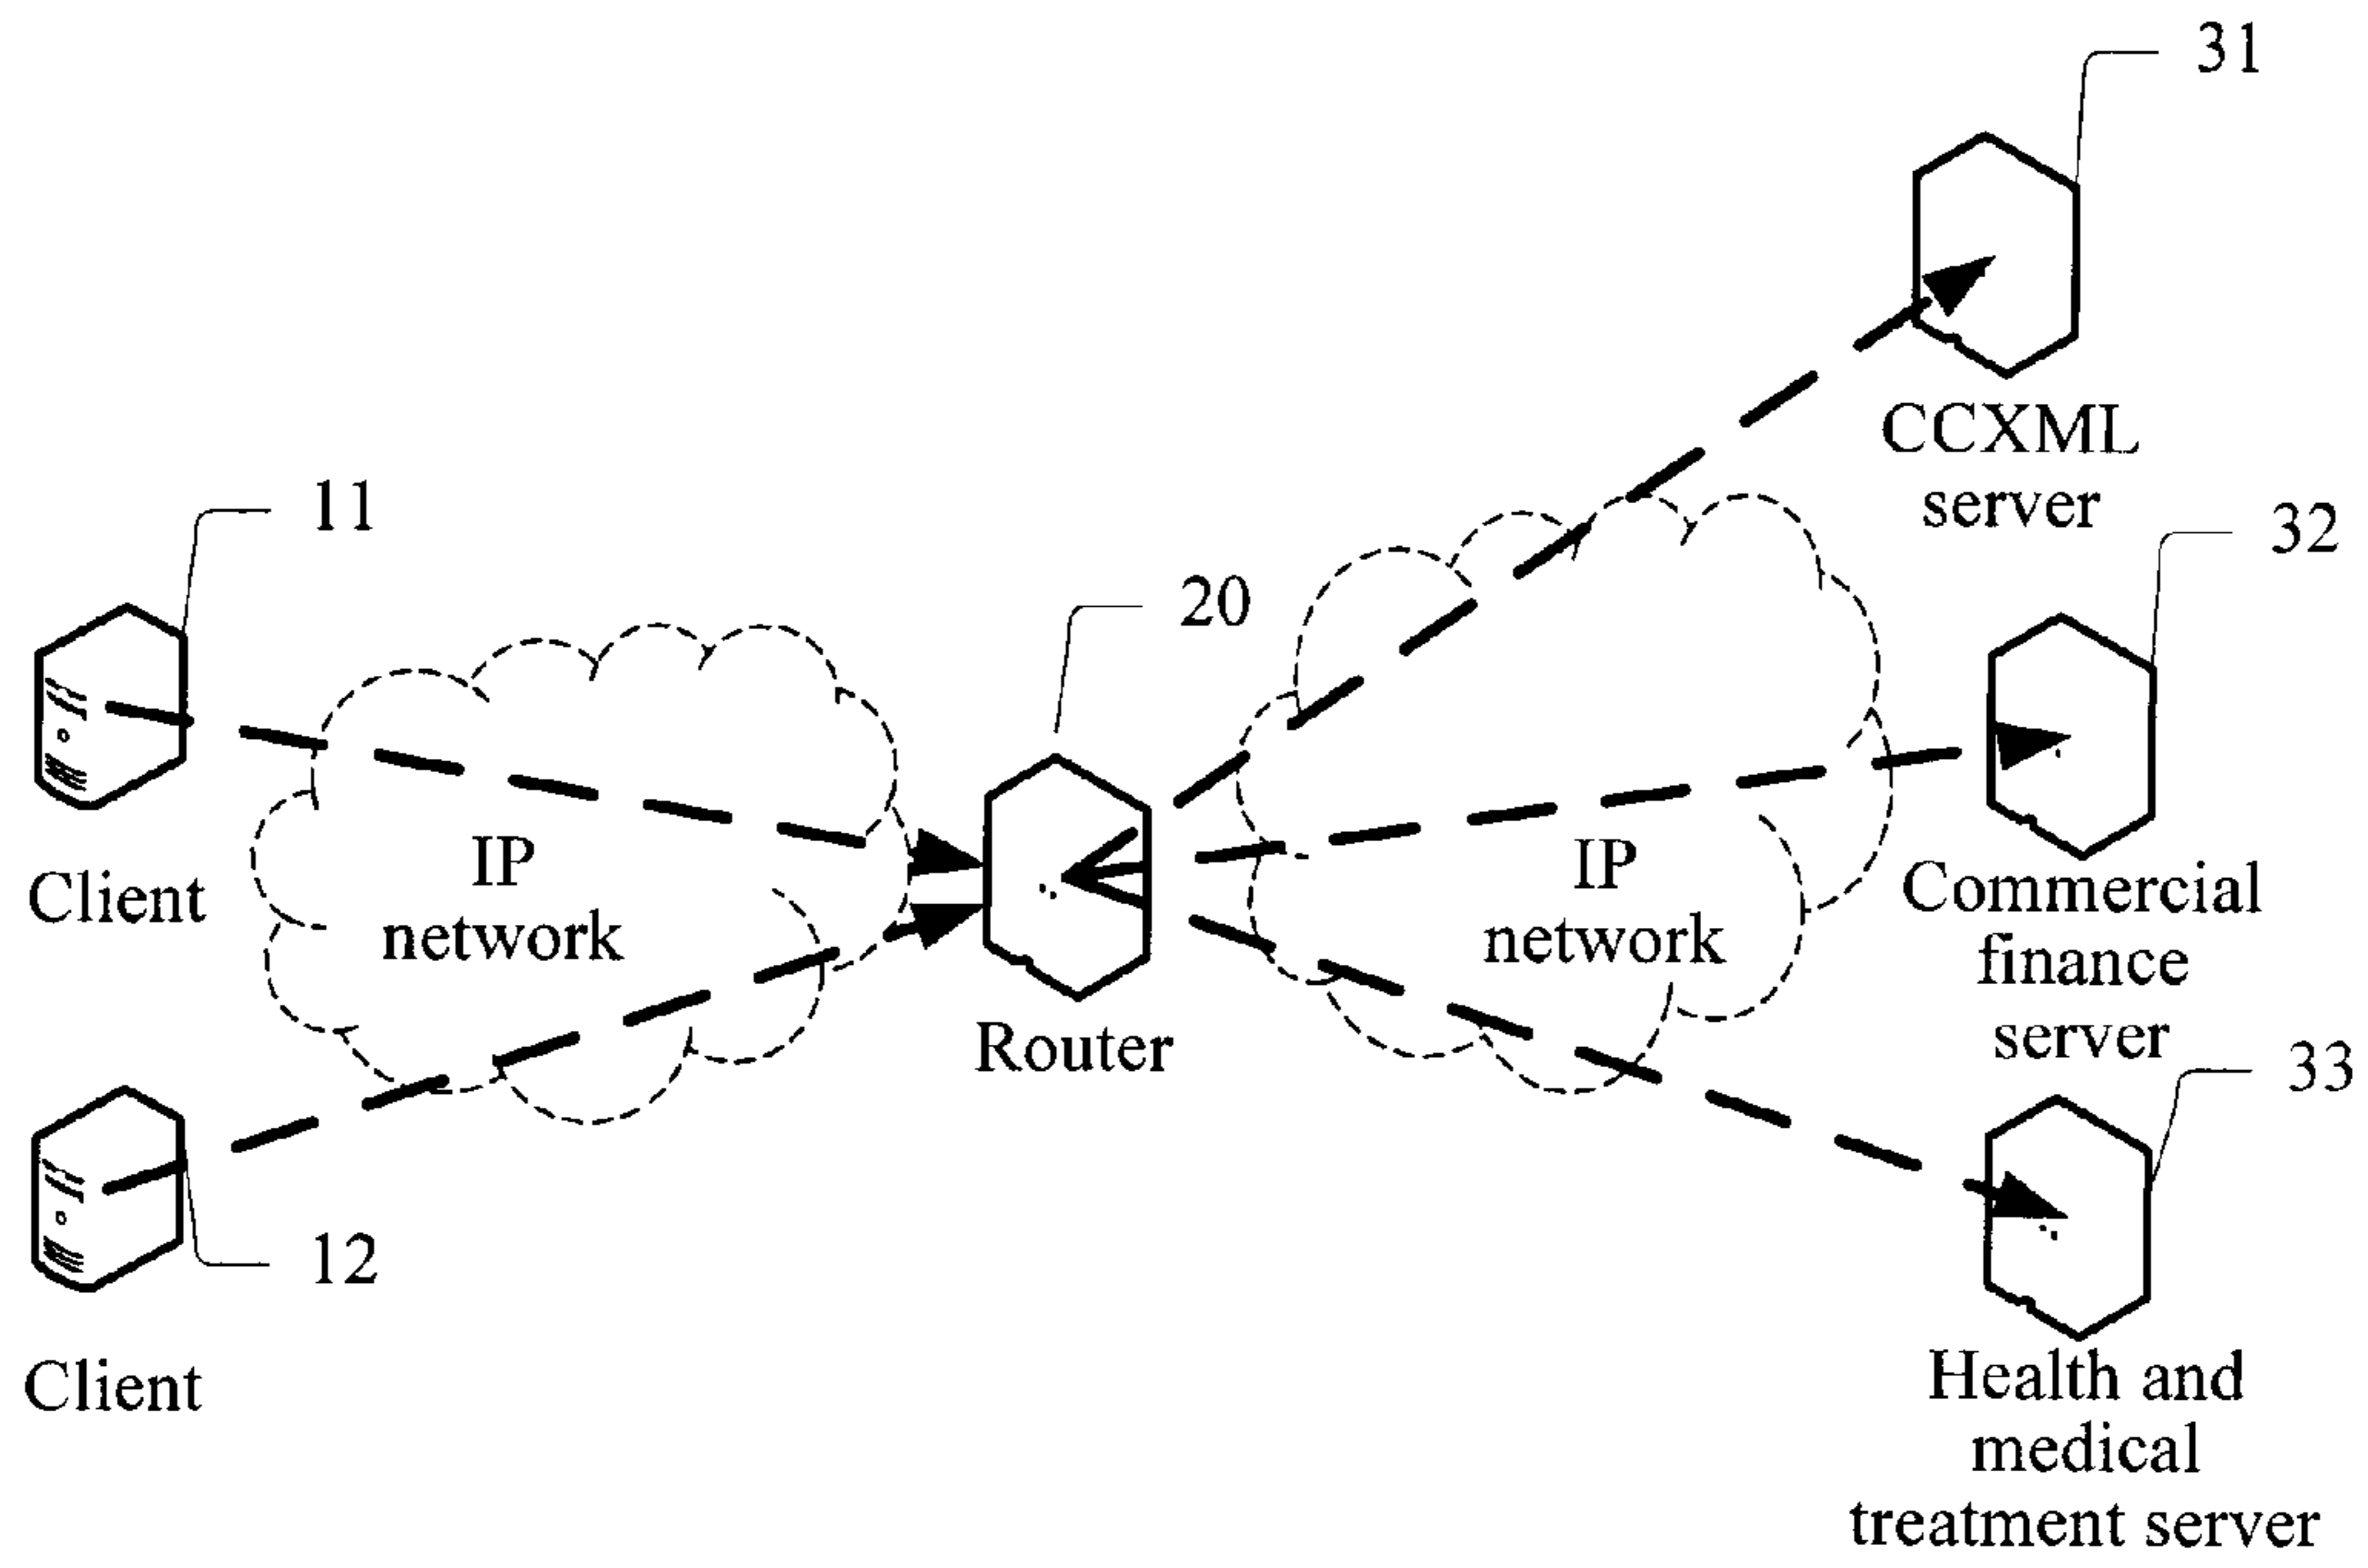 31
CCXML
server
11
32
20
IP
network
IP
network
Client
Commercial
finance
server
Router
33
12
Client
Health and
medical
treatment server